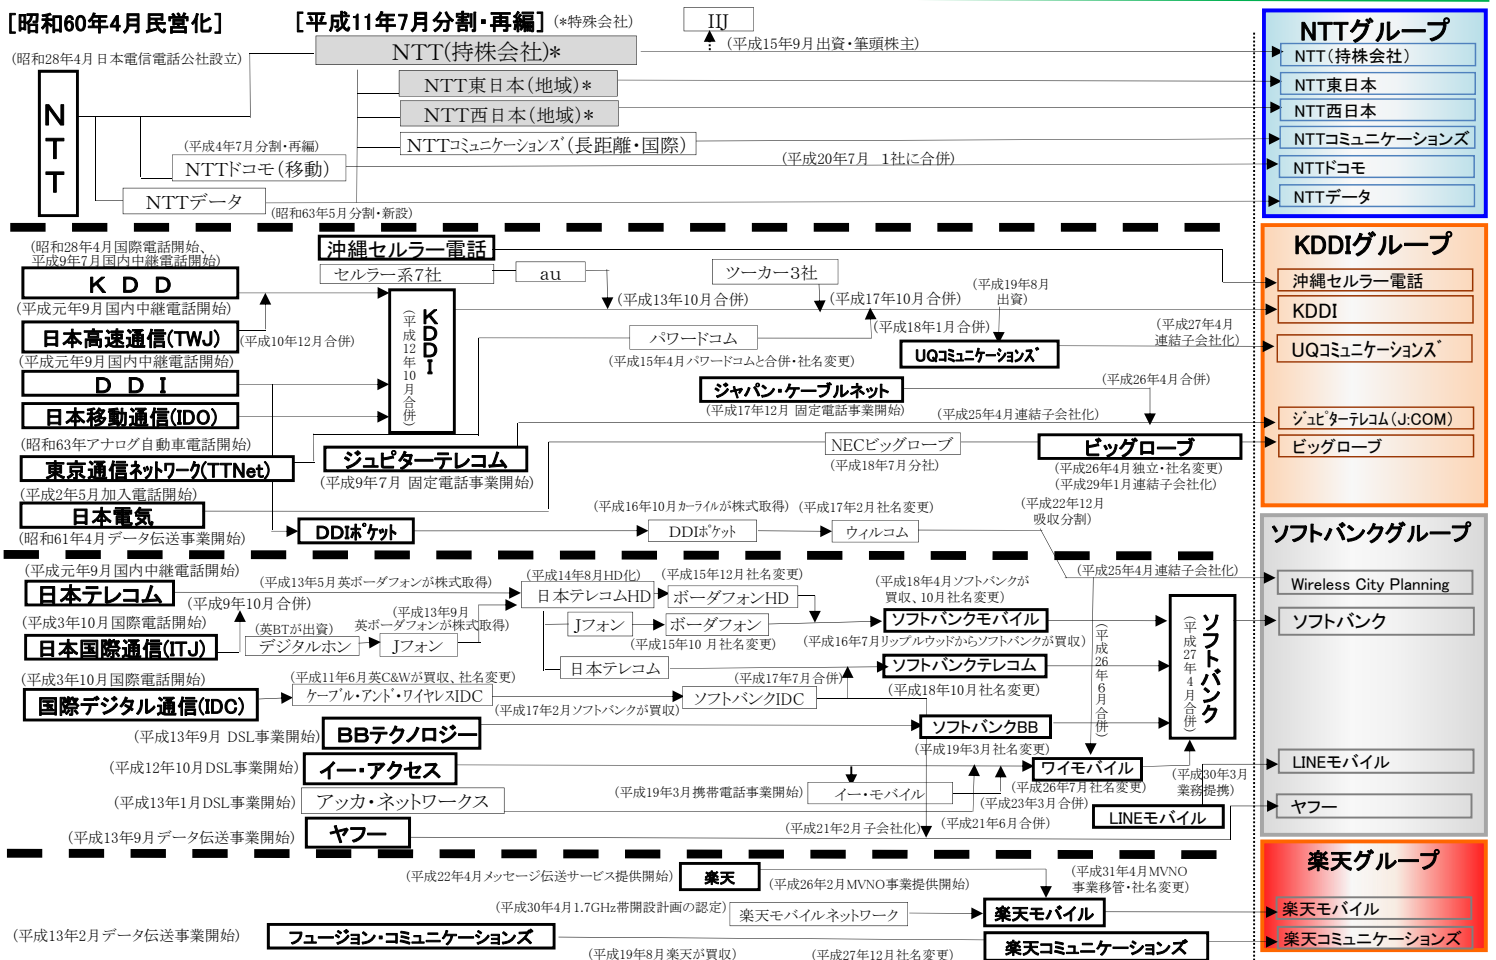 [昭和60年4月民営化]
[平成11年7月分割・再編]
(*特殊会社)
IIJ
(昭和28年4月日本電信電話公社設立)
NTT(持株会社)*
(平成15年9月出資・筆頭株主)
NTT東日本(地域)*
NTT西日本(地域)*
NTTコミュニケーションズ(長距離・国際)
NTT
(平成4年7月分割・再編)
NTTドコモ(移動)
(平成20年7月 1社に合併)
NTTデータ
(昭和63年5月分割・新設)
NTTグループ
NTT(持株会社)
NTT東日本
NTT西日本
NTTコミュニケーションズ
NTTドコモ
NTTデータ
(昭和28年4月国際電話開始、
平成9年7月国内中継電話開始)
KDD
(平成元年9月国内中継電話開始)
日本高速通信(TWJ)
(平成10年12月合併)
(平成元年9月国内中継電話開始)
DDI
日本移動通信(IDO)
(昭和63年アナログ自動車電話開始)
東京通信ネットワーク(TTNet)
(平成2年5月加入電話開始)
日本電気
(昭和61年4月データ伝送事業開始)
沖縄セルラー電話
セルラー系7社
au
ツーカー3社
KDDI
(平成12年10月合併)
(平成13年10月合併)
(平成17年10月合併)
(平成19年8月
出資)
パワードコム
(平成18年1月合併)
(平成15年4月パワードコムと合併・社名変更)
UQコミュニケーションズ
(平成27年4月
連結子会社化)
ジャパン・ケーブルネット
(平成17年12月 固定電話事業開始)
(平成26年4月合併)
(平成25年4月連結子会社化)
ジュピターテレコム
(平成9年7月 固定電話事業開始)
NECビッグローブ
(平成18年7月分社)
ビッグローブ
(平成26年4月独立・社名変更)
(平成29年1月連結子会社化)
DDIポケット
(平成16年10月カーライルが株式取得)
DDIポケット
(平成17年2月社名変更)
ウィルコム
(平成22年12月
吸収分割)
KDDIグループ
沖縄セルラー電話
KDDI
UQコミュニケーションズ
ジュピターテレコム(J:COM)
ビッグローブ
(平成元年9月国内中継電話開始)
日本テレコム
(平成9年10月合併)
(平成3年10月国際電話開始)
日本国際通信(ITJ)
(平成3年10月国際電話開始)
国際デジタル通信(IDC)
(平成13年5月英ボーダフォンが株式取得)
(英BTが出資)
デジタルホン
(平成13年9月
英ボーダフォンが株式取得)
Jフォン
(平成14年8月HD化)
日本テレコムHD
(平成15年12月社名変更)
ボーダフォンHD
Jフォン
ボーダフォン
(平成15年10月社名変更)
日本テレコム
(平成18年4月ソフトバンクが
買収、10月社名変更)
ソフトバンクモバイル
(平成16年7月リップルウッドからソフトバンクが買収)
ソフトバンクテレコム
(平成18年10月社名変更)
(平成17年7月合併)
(平成11年6月英C&Wが買収、社名変更)
ケーブル・アンド・ワイヤレスIDC
(平成17年2月ソフトバンクが買収)
ソフトバンクIDC
(平成13年9月 DSL事業開始)
BBテクノロジー
ソフトバンクBB
(平成19年3月社名変更)
(平成12年10月DSL事業開始)
イー・アクセス
ワイモバイル
(平成26年7月社名変更)
(平成19年3月携帯電話事業開始)
イー・モバイル
(平成23年3月合併)
(平成13年1月DSL事業開始)
アッカ・ネットワークス
(平成21年6月合併)
(平成13年9月データ伝送事業開始)
ヤフー
(平成21年2月子会社化)
LINEモバイル
(平成30年3月
業務提携)
(平成25年4月連結子会社化)
(平成26年6月合併)
ソフトバンク
(平成27年4月合併)
ソフトバンクグループ
Wireless City Planning
ソフトバンク
LINEモバイル
ヤフー
(平成22年4月メッセージ伝送サービス提供開始)
楽天
(平成26年2月MVNO事業提供開始)
(平成31年4月MVNO
事業移管・社名変更)
(平成30年4月1.7GHz帯開設計画の認定)
楽天モバイルネットワーク
楽天モバイル
(平成13年2月データ伝送事業開始)
フュージョン・コミュニケーションズ
(平成19年8月楽天が買収)
(平成27年12月社名変更)
楽天コミュニケーションズ
楽天グループ
楽天モバイル
楽天コミュニケーションズ